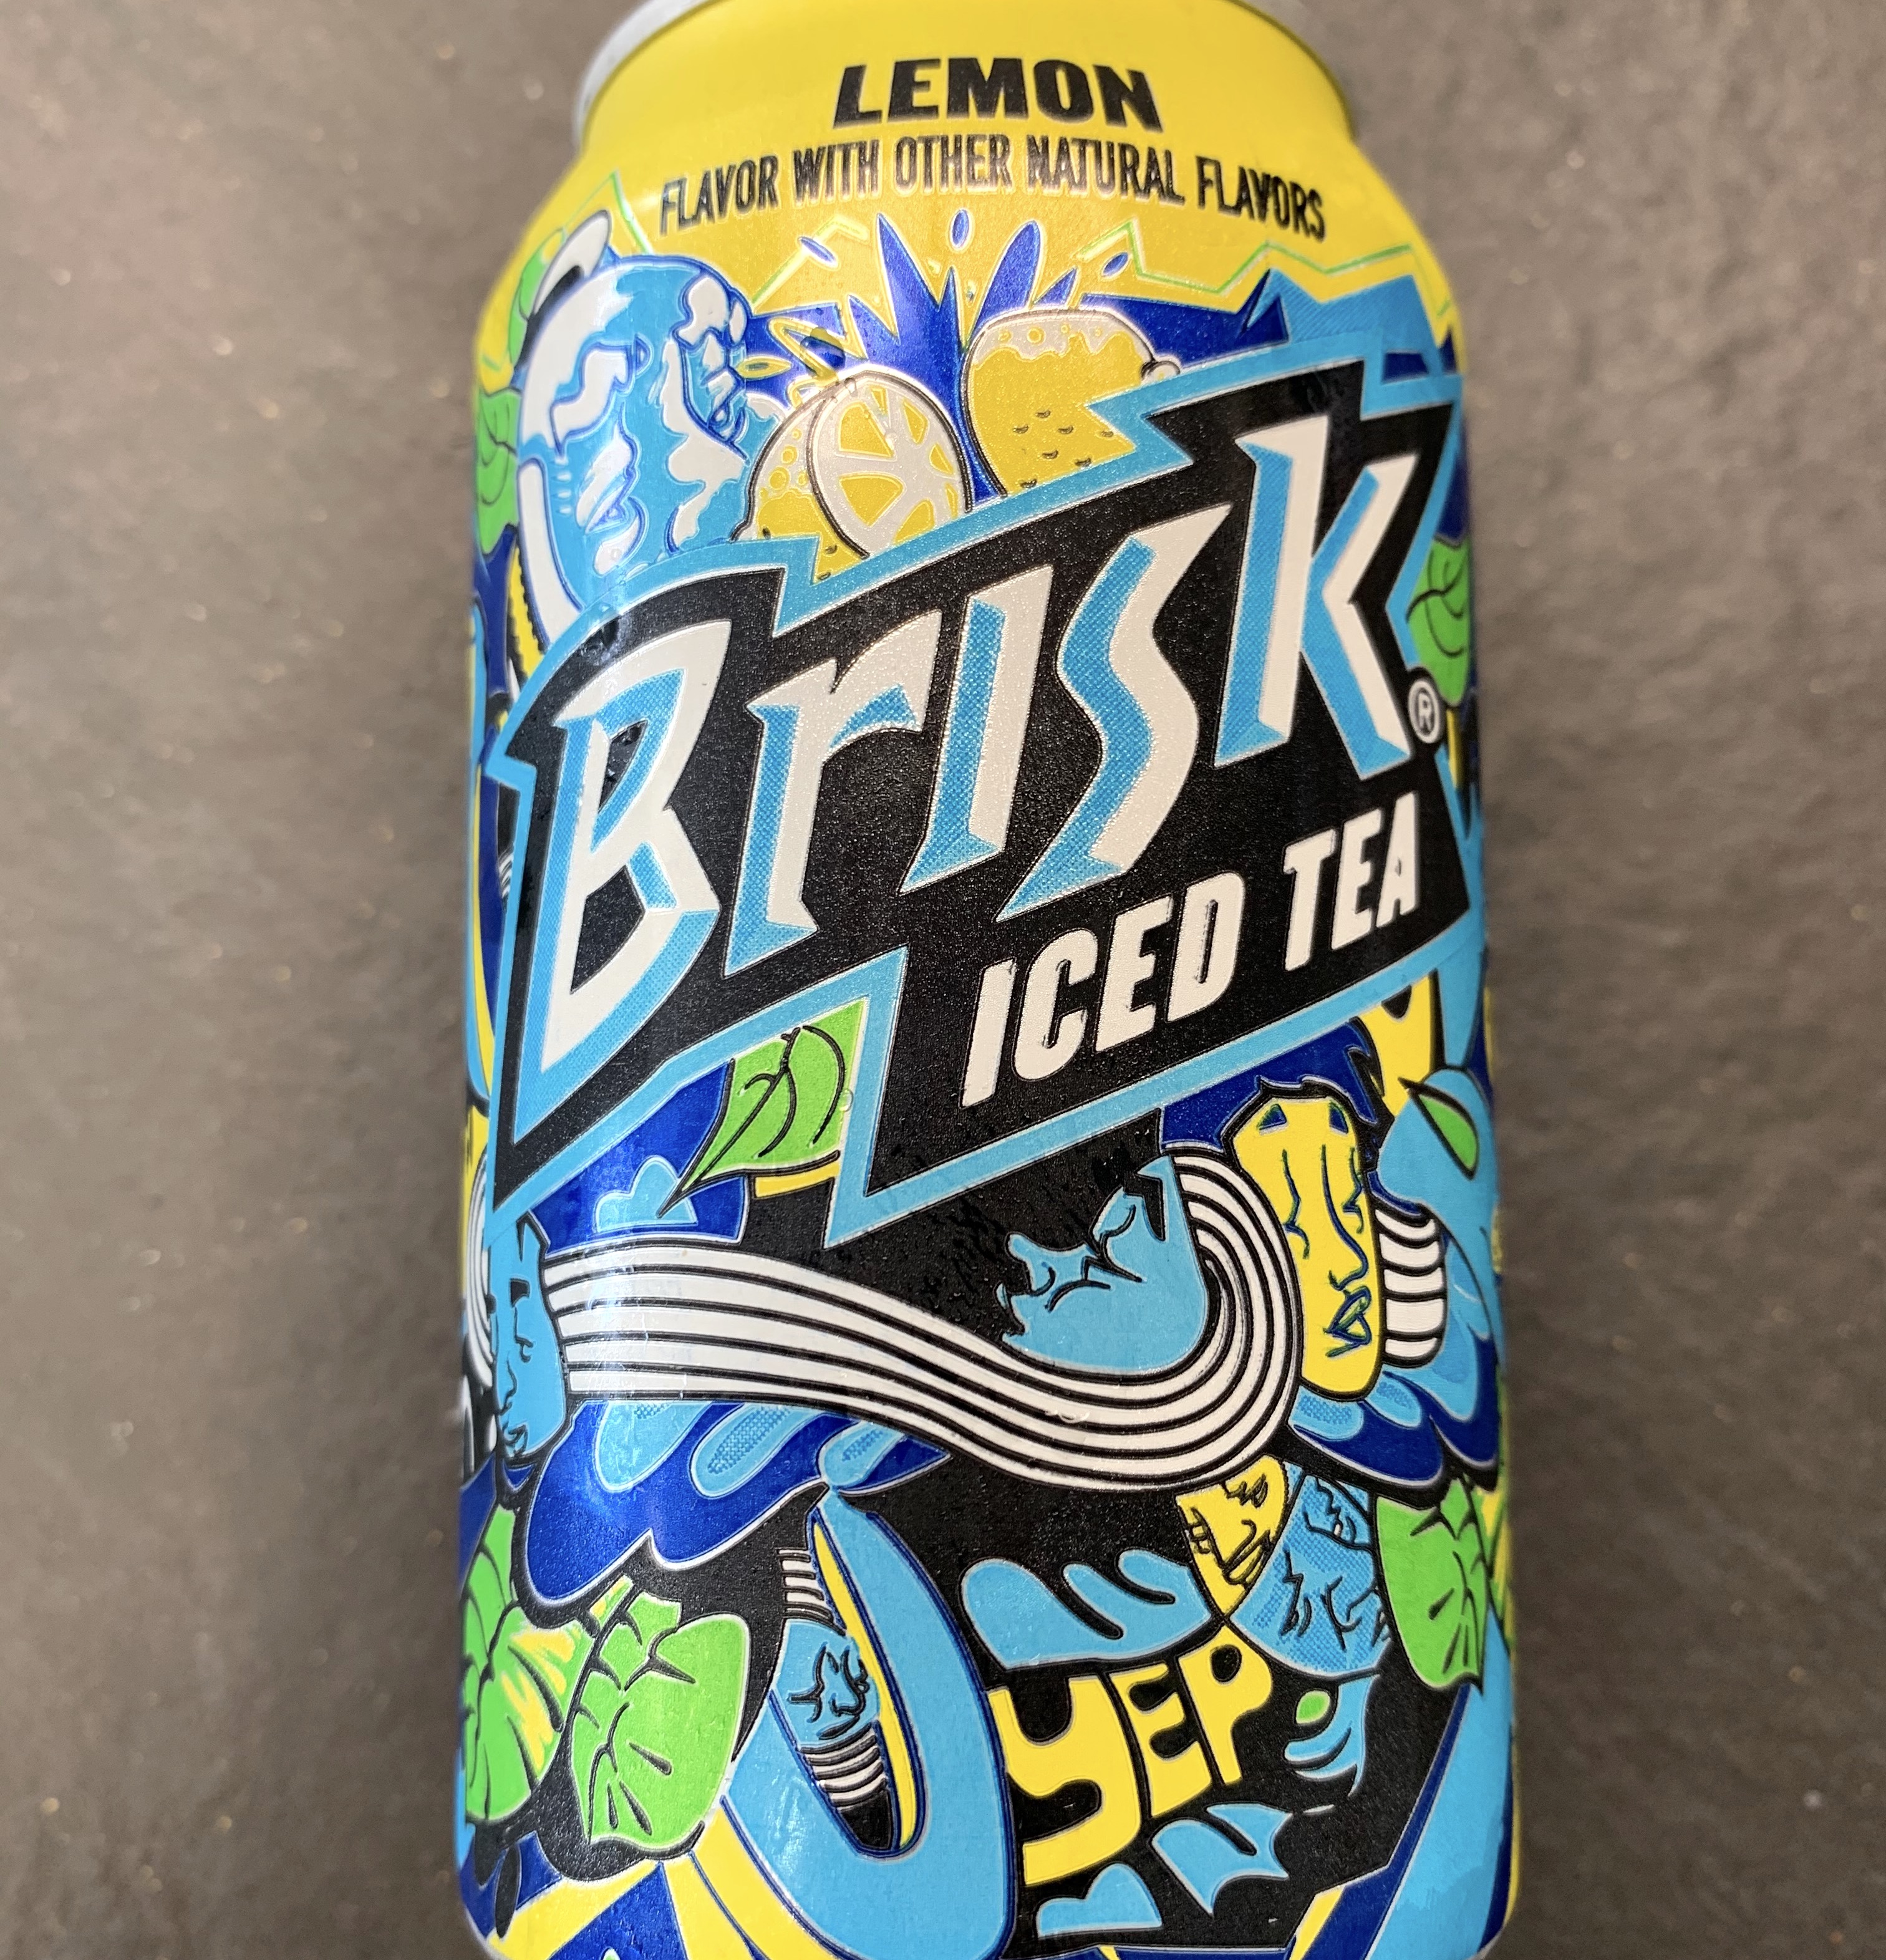 LEMON
FLAVOR WITH OTHER NATURAL FLAVORS
Brisk®
ICED TEA
YEP